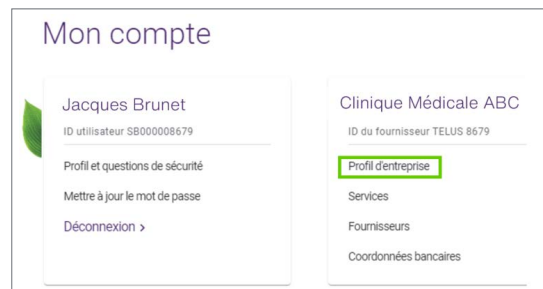 Mon compte
Jacques Brunet
ID utilisateur SB000008679
Profil et questions de sécurité
Mettre à jour le mot de passe
Déconnexion >
Clinique Médicale ABC
ID du fournisseur TELUS 8679
Profil d'entreprise
Services
Fournisseurs
Coordonnées bancaires